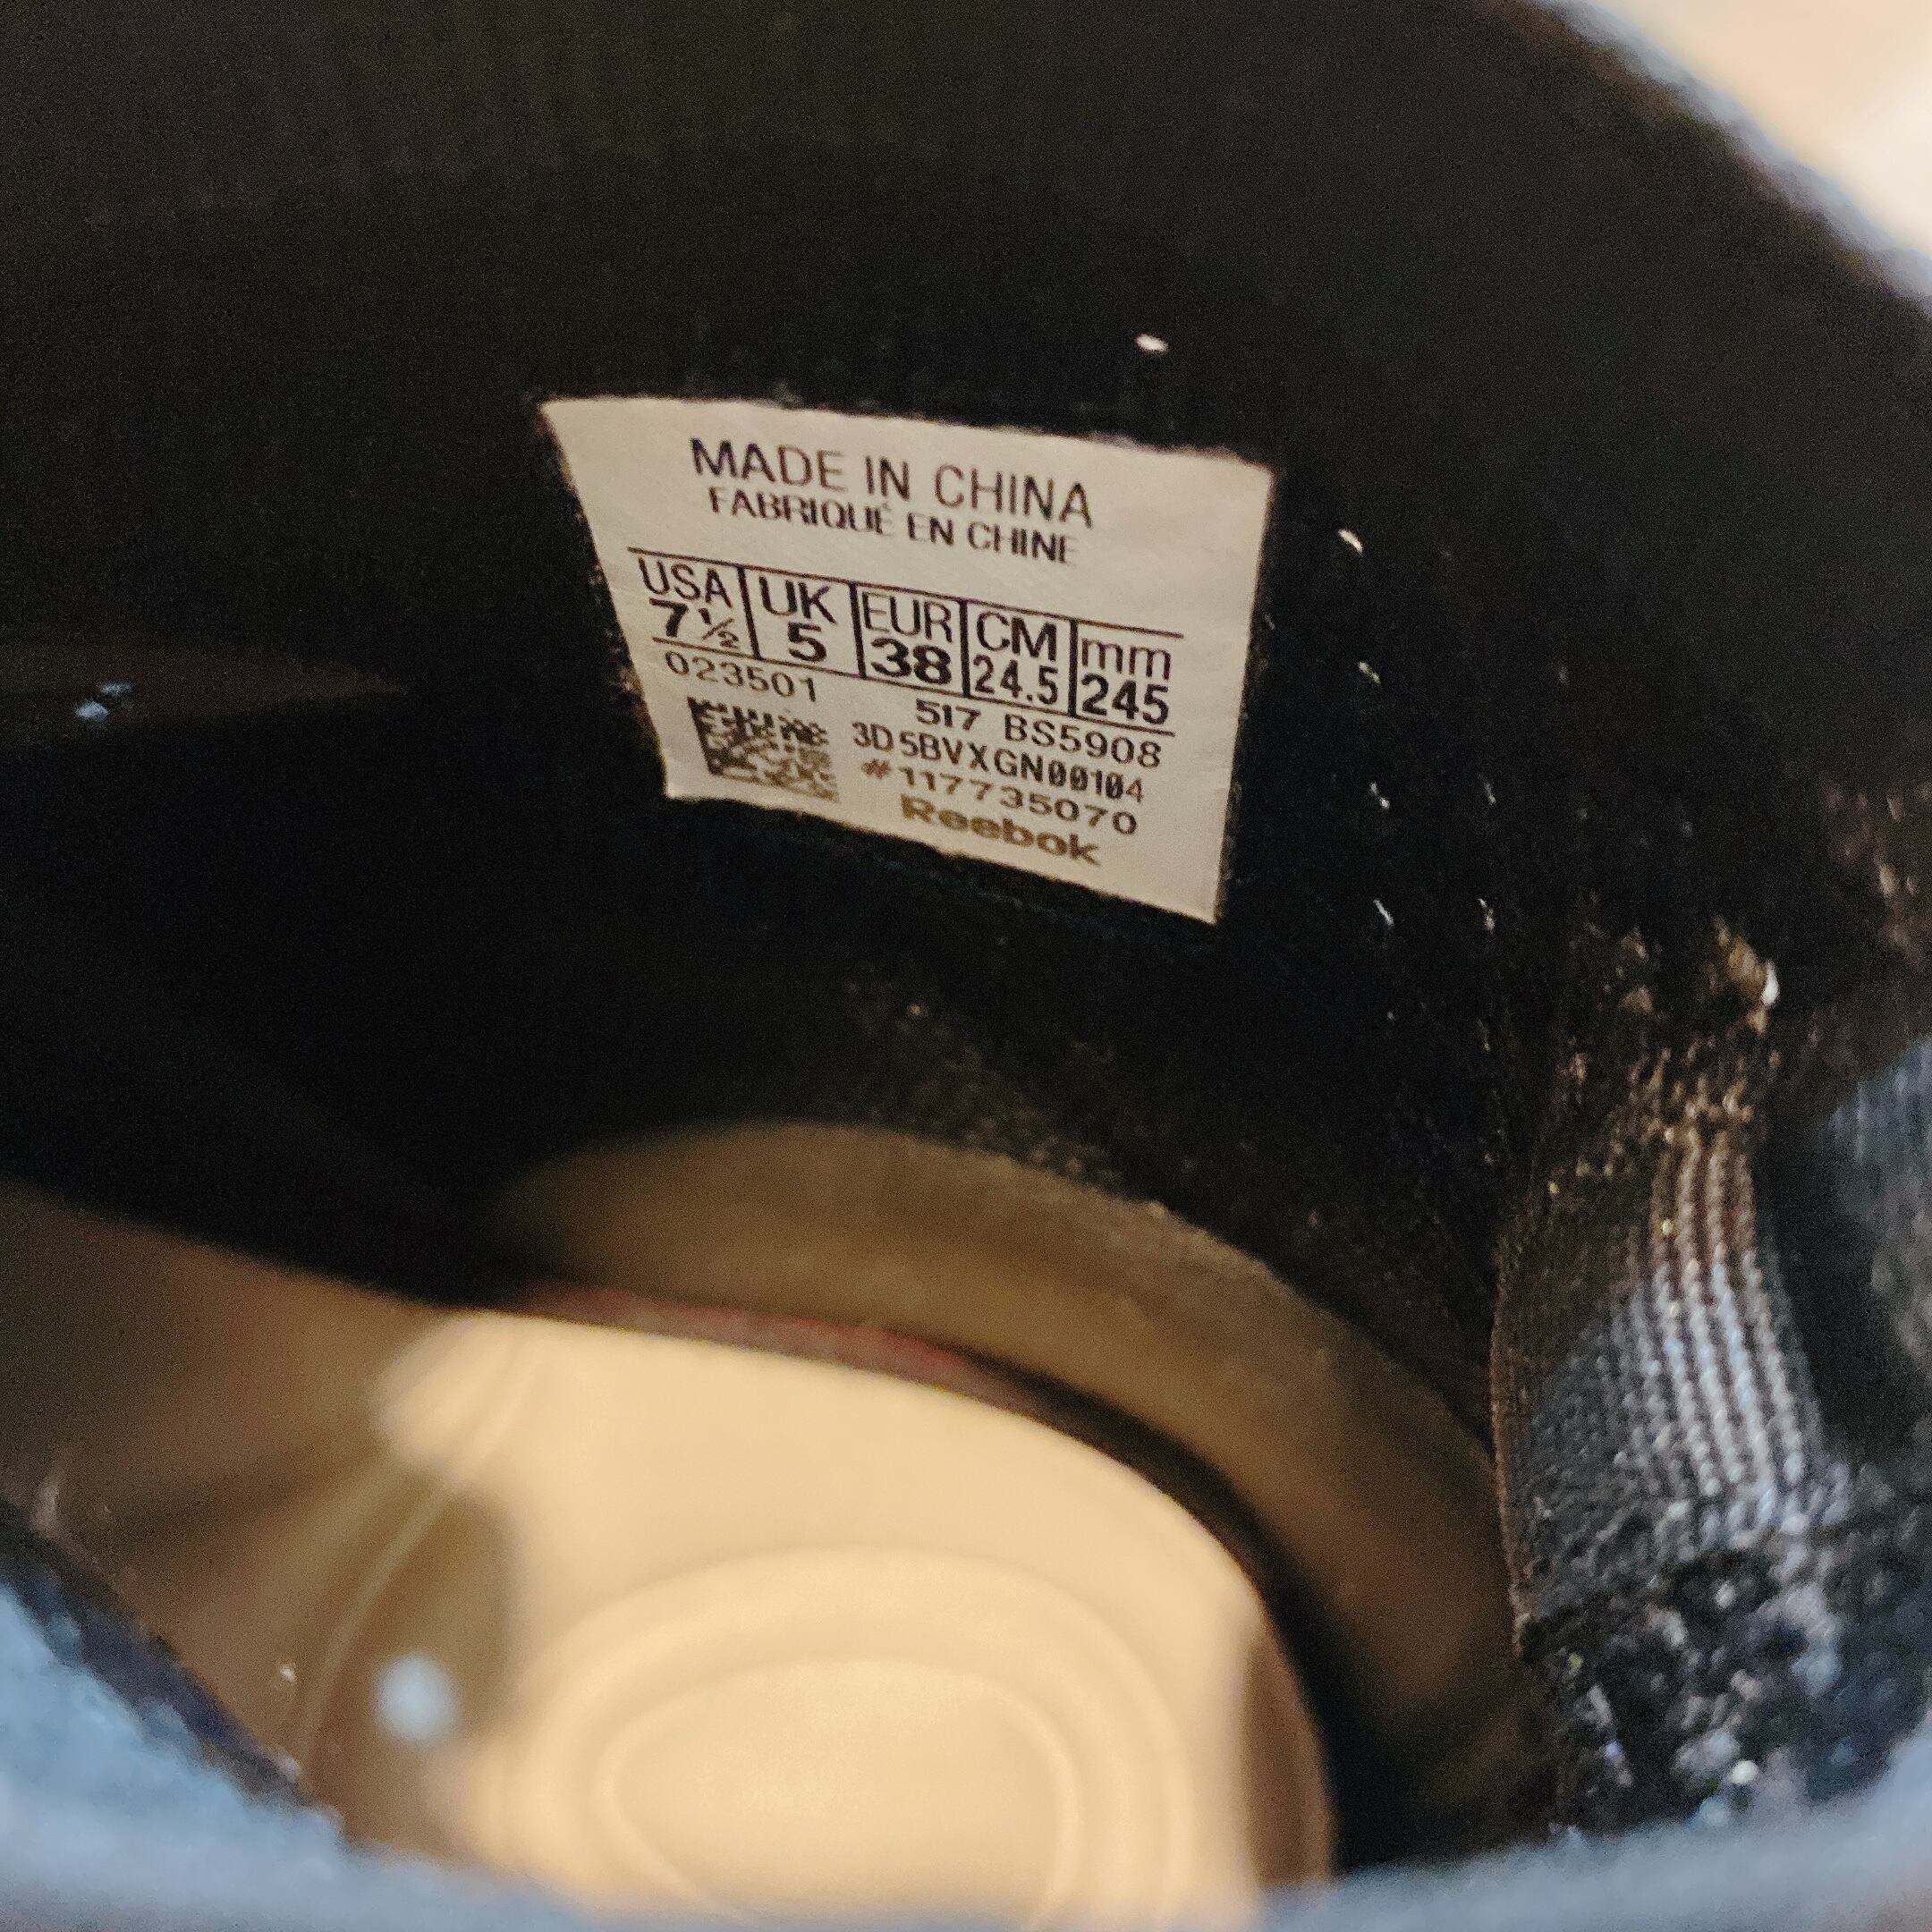 MADE IN CHINA
FABRIQUÉ EN CHINE
USA UK EUR CM mm
7½ 5 38 24.5 245
023501
517 BS5908
3D5BVXGN00104
#117735070
Reebok